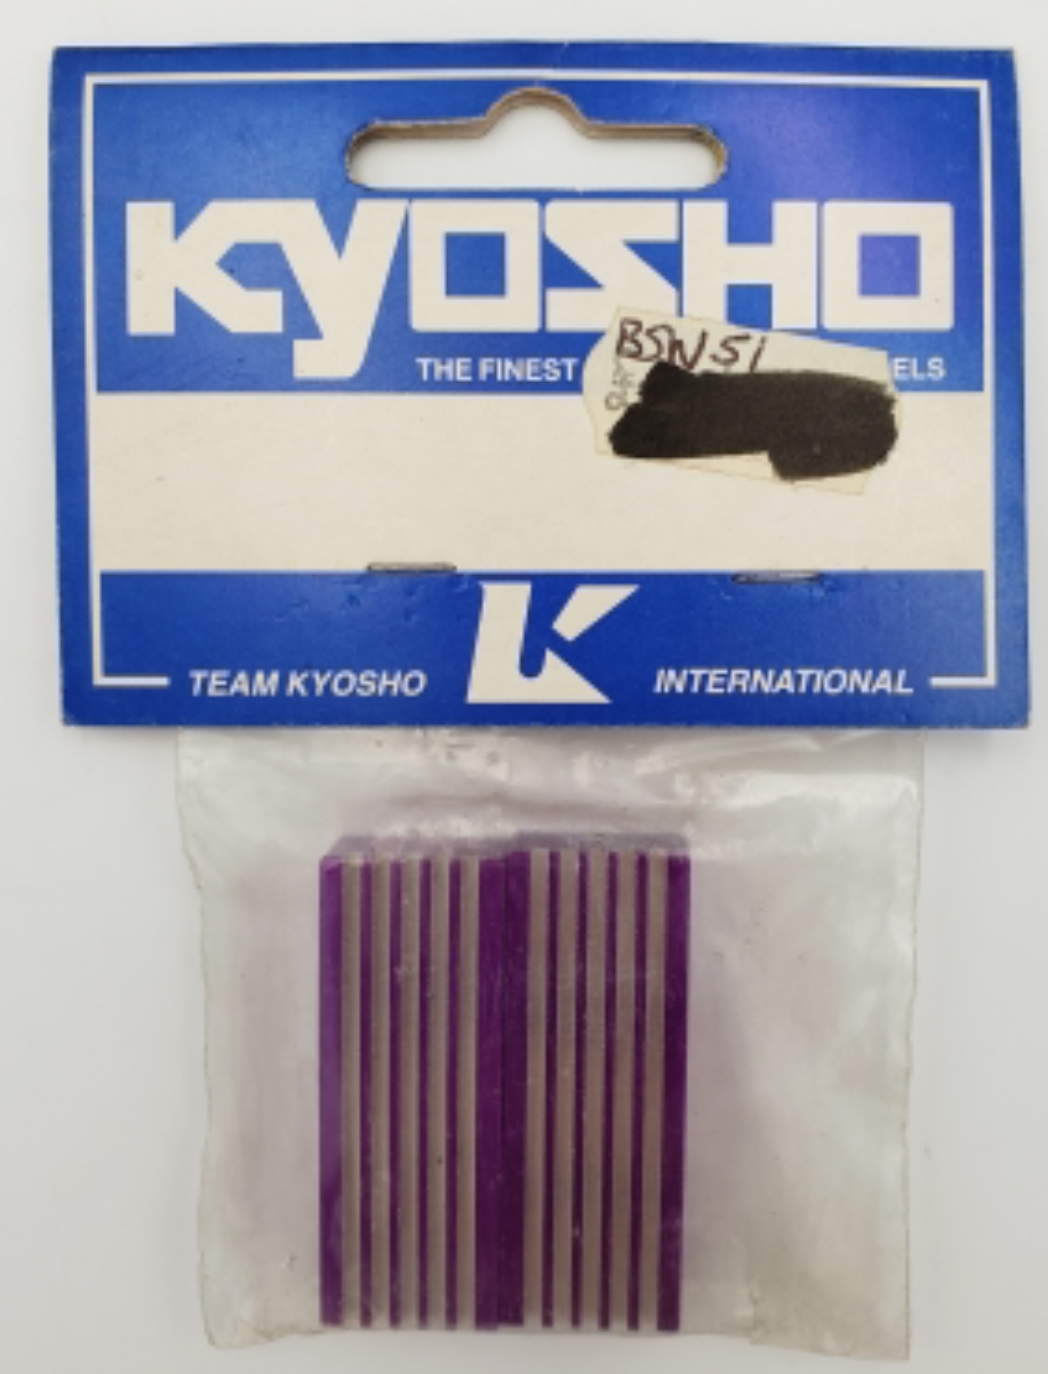 KYOSHO
THE FINEST
ELS
BSW51
TEAM KYOSHO
INTERNATIONAL